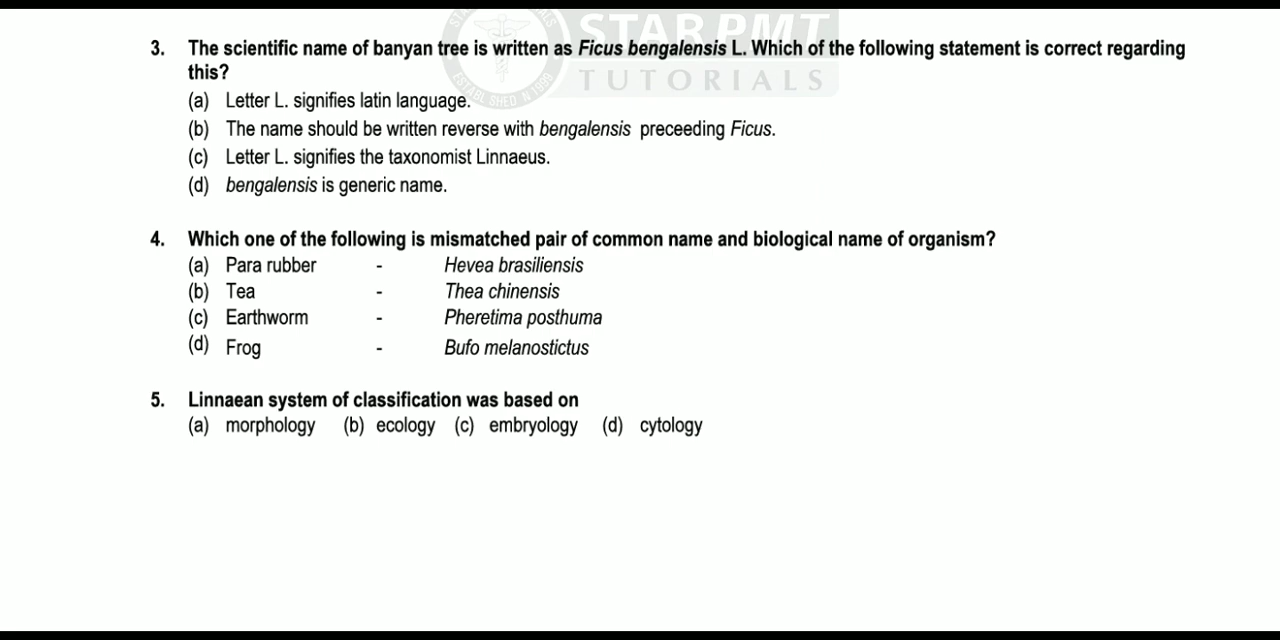 STAR PMT
TUTORIALS
3. The scientific name of banyan tree is written as Ficus bengalensis L. Which of the following statement is correct regarding
this?
(a) Letter L. signifies latin language.
(b) The name should be written reverse with bengalensis preceeding Ficus.
(c) Letter L. signifies the taxonomist Linnaeus.
(d) bengalensis is generic name.
4. Which one of the following is mismatched pair of common name and biological name of organism?
(a) Para rubber - Hevea brasiliensis
(b) Tea - Thea chinensis
(c) Earthworm - Pheretima posthuma
(d) Frog - Bufo melanostictus
5. Linnaean system of classification was based on
(a) morphology (b) ecology (c) embryology (d) cytology